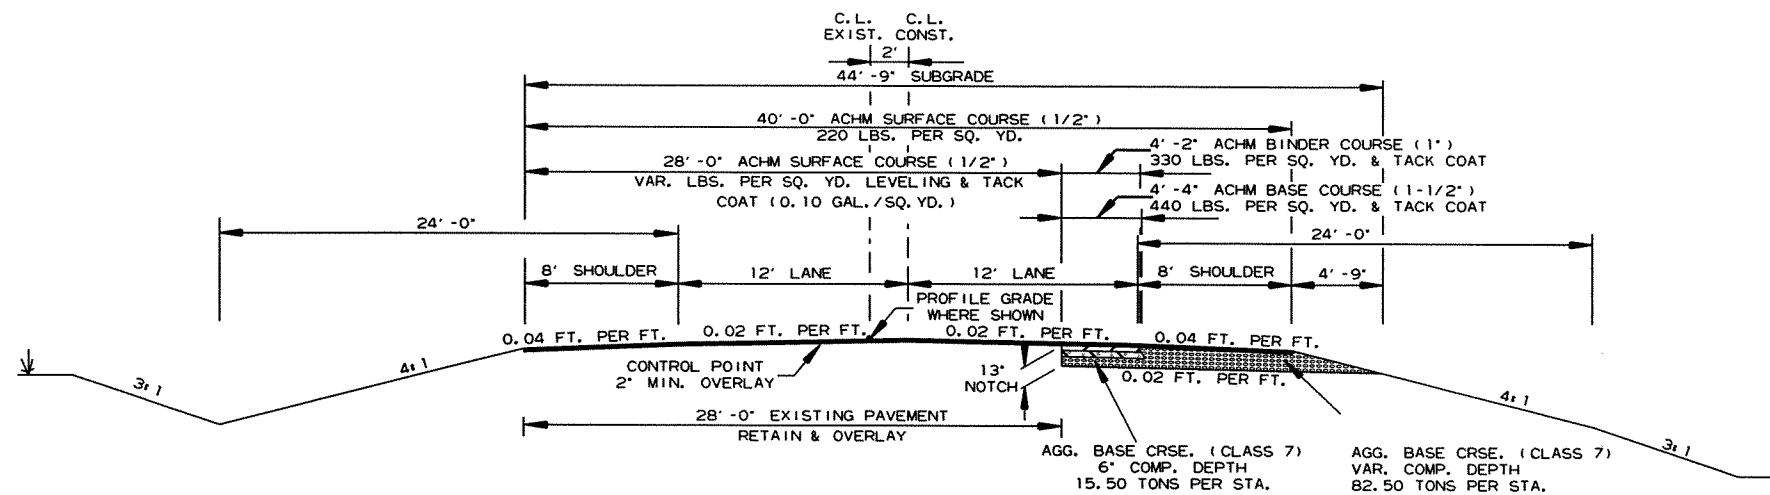 C.L. C.L.
EXIST. CONST.
2'
44'-9" SUBGRADE
40'-0" ACHM SURFACE COURSE (1/2")
220 LBS. PER SQ. YD.
4'-2" ACHM BINDER COURSE (1")
330 LBS. PER SQ. YD. & TACK COAT
28'-0" ACHM SURFACE COURSE (1/2")
VAR. LBS. PER SQ. YD. LEVELING & TACK
COAT (0.10 GAL./SQ.YD.)
4'-4" ACHM BASE COURSE (1-1/2")
440 LBS. PER SQ. YD. & TACK COAT
24'-0"
24'-0"
8' SHOULDER
12' LANE
12' LANE
8' SHOULDER
4'-9"
PROFILE GRADE
WHERE SHOWN
0.04 FT. PER FT.
0.02 FT. PER FT.
0.02 FT. PER FT.
0.04 FT. PER FT.
3:1
4:1
CONTROL POINT
2" MIN. OVERLAY
13"
NOTCH
0.02 FT. PER FT.
4:1
3:1
28'-0" EXISTING PAVEMENT
RETAIN & OVERLAY
AGG. BASE CRSE. (CLASS 7)
6" COMP. DEPTH
15.50 TONS PER STA.
AGG. BASE CRSE. (CLASS 7)
VAR. COMP. DEPTH
82.50 TONS PER STA.